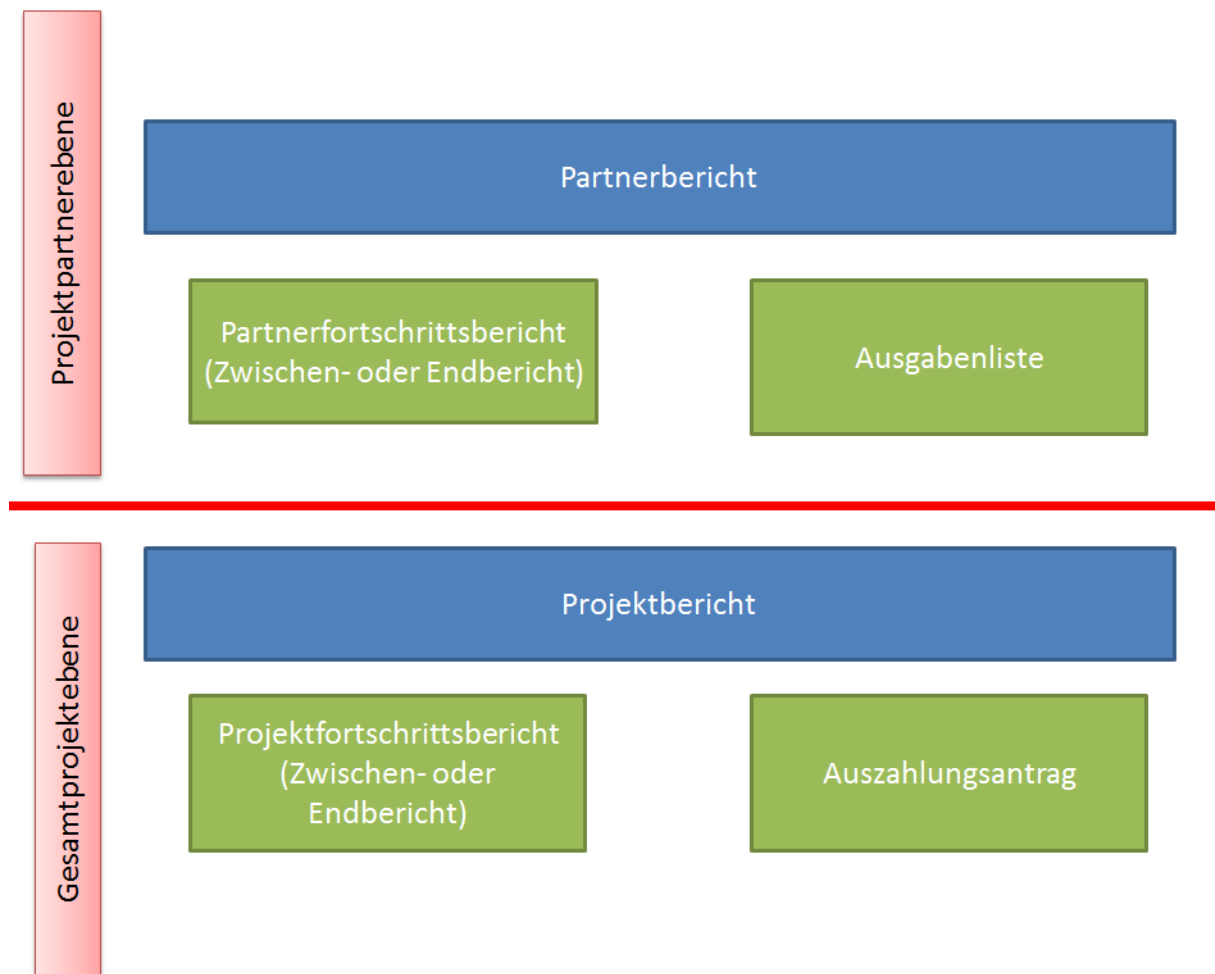 Projektpartnerebene
Partnerbericht
Partnerfortschrittsbericht
(Zwischen- oder Endbericht)
Ausgabenliste
Gesamtprojektebene
Projektbericht
Projektfortschrittsbericht
(Zwischen- oder
Endbericht)
Auszahlungsantrag